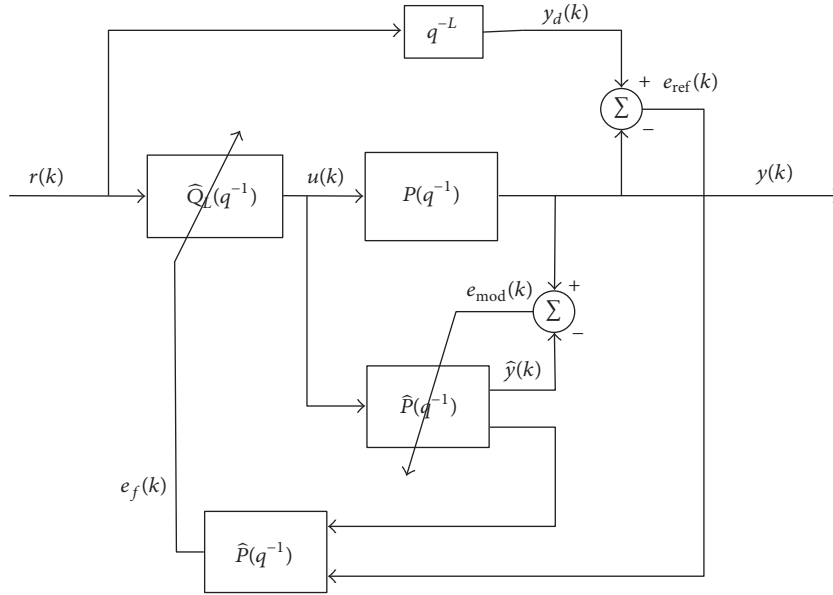 q⁻ᴸ
y_d(k)
+
e_ref(k)
Σ
−
r(k)
Q̂_L(q⁻¹)
u(k)
P(q⁻¹)
y(k)
e_mod(k)
+
Σ
−
ŷ(k)
P̂(q⁻¹)
e_f(k)
P̂(q⁻¹)